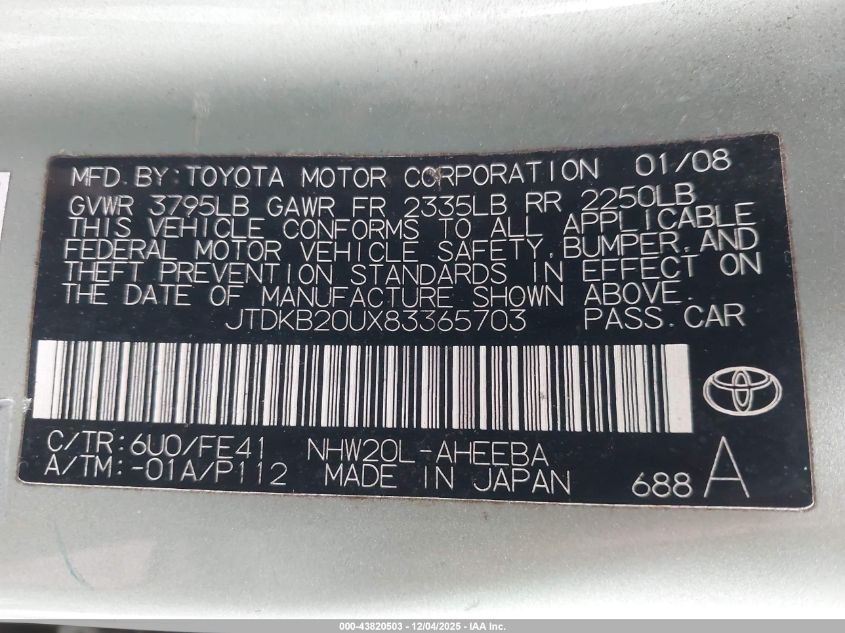 MFD.BY:TOYOTA MOTOR CORPORATION 01/08
GVWR 3795LB GAWR FR 2335LB RR 2250LB
THIS VEHICLE CONFORMS TO ALL APPLICABLE
FEDERAL MOTOR VEHICLE SAFETY,BUMPER,AND
THEFT PREVENTION STANDARDS IN EFFECT ON
THE DATE OF MANUFACTURE SHOWN ABOVE.
JTDKB20UX83365703 PASS.CAR
C/TR:6U0/FE41 NHW20L-AHEEBA
A/TM:-01A/P112 MADE IN JAPAN 688 A
000-43820503 - 12/04/2025 - IAA Inc.